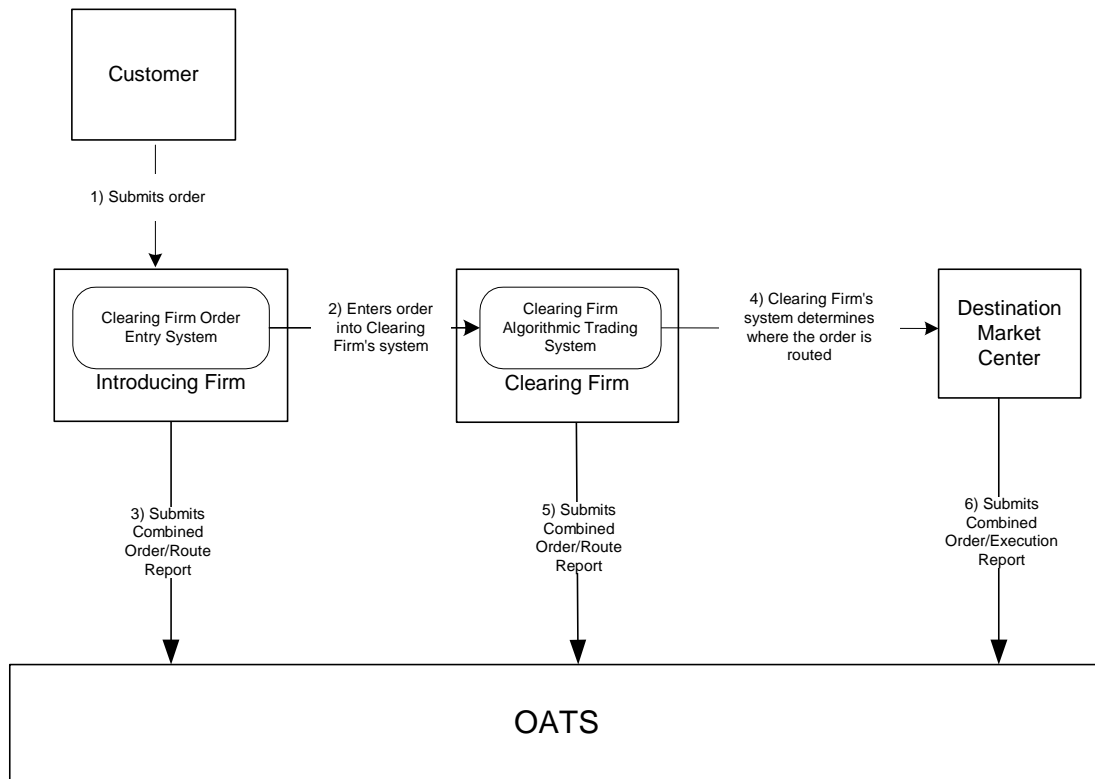 Customer
1) Submits order
Clearing Firm Order
Entry System
Introducing Firm
2) Enters order
into Clearing
Firm's system
Clearing Firm
Algorithmic Trading
System
Clearing Firm
4) Clearing Firm's
system determines
where the order is
routed
Destination
Market
Center
3) Submits
Combined
Order/Route
Report
5) Submits
Combined
Order/Route
Report
6) Submits
Combined
Order/Execution
Report
OATS